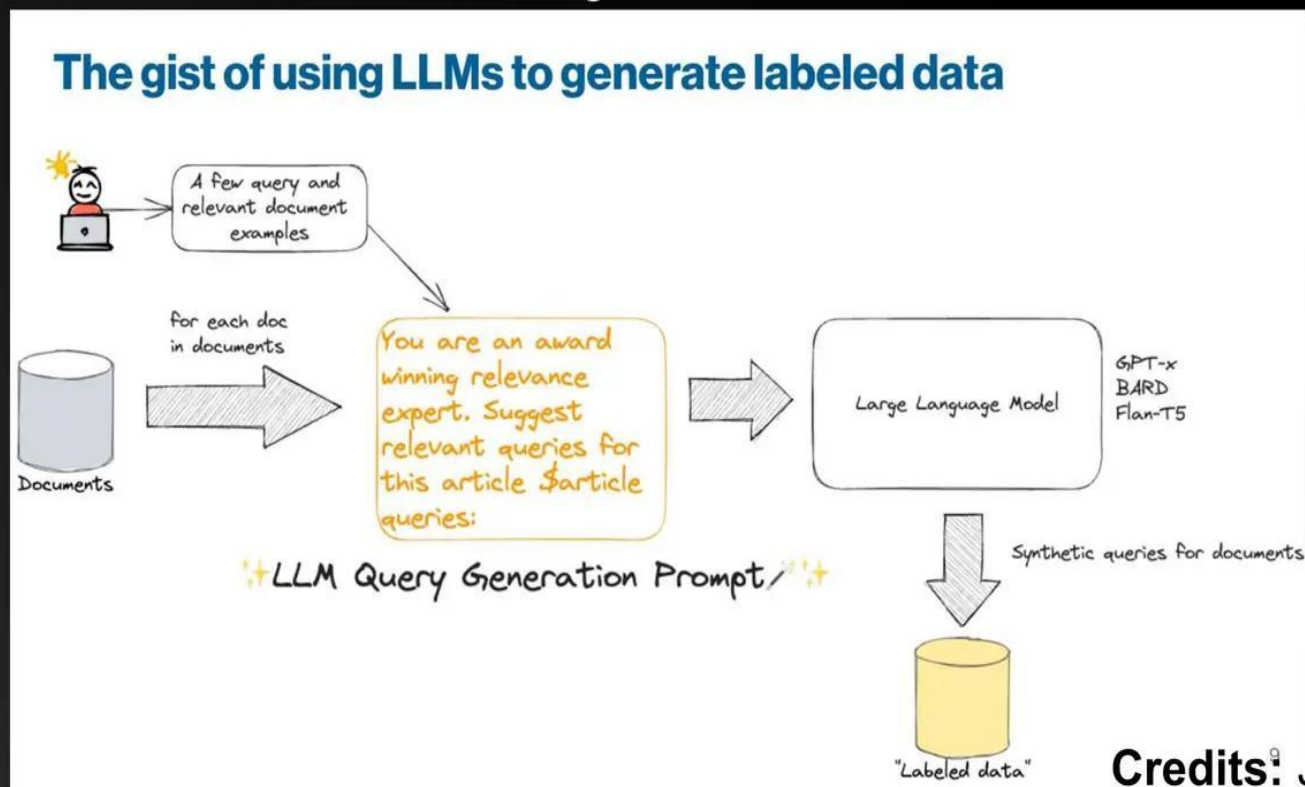 The gist of using LLMs to generate labeled data
A few query and
relevant document
examples
for each doc
in documents
Documents
You are an award
winning relevance
expert. Suggest
relevant queries for
this article $article
queries:
✨LLM Query Generation Prompt✨
Large Language Model
GPT-x
BARD
Flan-T5
Synthetic queries for documents
"Labeled data"
9
Credits: J